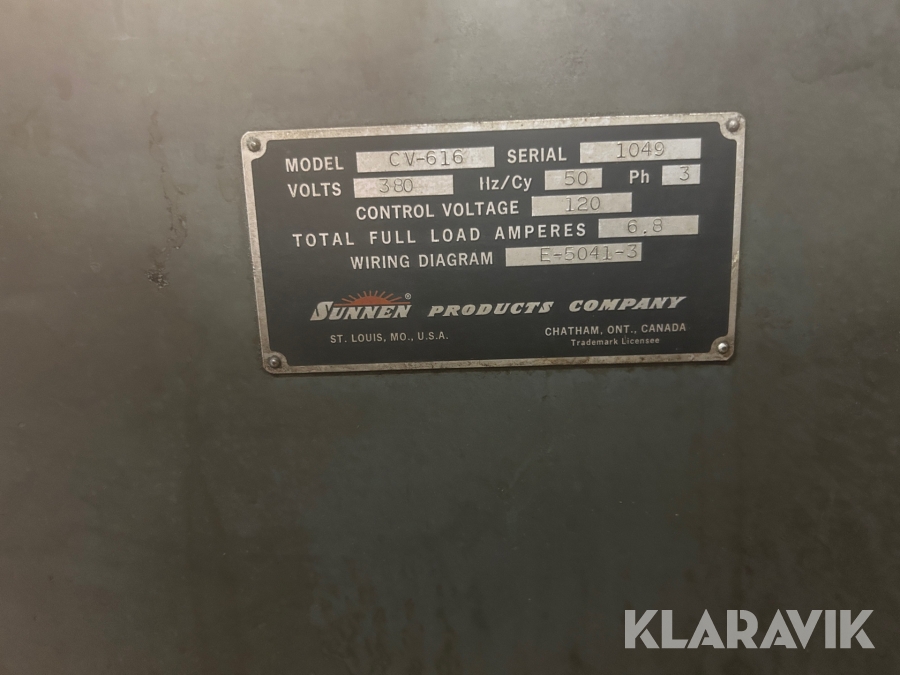 MODEL CV-616 SERIAL 1049
VOLTS 380 Hz/Cy 50 Ph 3
CONTROL VOLTAGE 120
TOTAL FULL LOAD AMPERES 6.8
WIRING DIAGRAM E-5041-3
SUNNEN® PRODUCTS COMPANY
ST. LOUIS, MO., U.S.A. CHATHAM, ONT., CANADA
Trademark Licensee
KLARAVIK